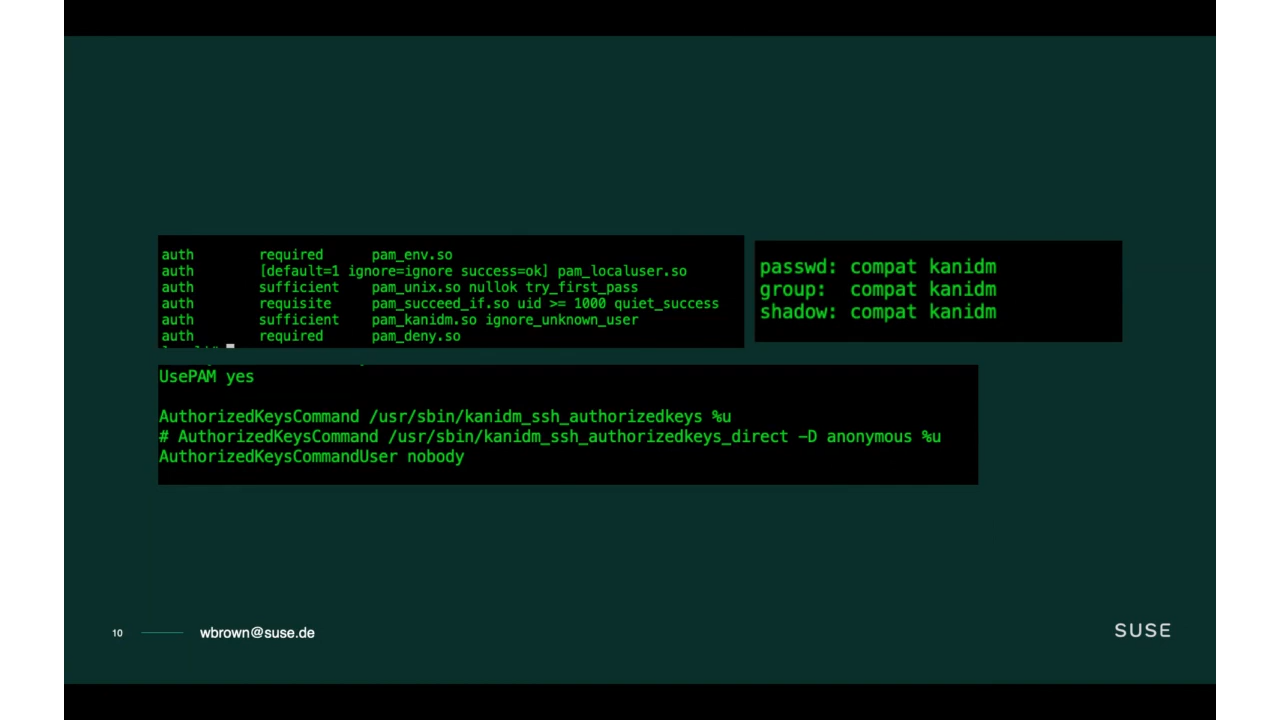 auth        required      pam_env.so
auth        [default=1 ignore=ignore success=ok] pam_localuser.so
auth        sufficient    pam_unix.so nullok try_first_pass
auth        requisite     pam_succeed_if.so uid >= 1000 quiet_success
auth        sufficient    pam_kanidm.so ignore_unknown_user
auth        required      pam_deny.so
passwd: compat kanidm
group:  compat kanidm
shadow: compat kanidm
UsePAM yes
AuthorizedKeysCommand /usr/sbin/kanidm_ssh_authorizedkeys %u
# AuthorizedKeysCommand /usr/sbin/kanidm_ssh_authorizedkeys_direct -D anonymous %u
AuthorizedKeysCommandUser nobody
10
wbrown@suse.de
SUSE